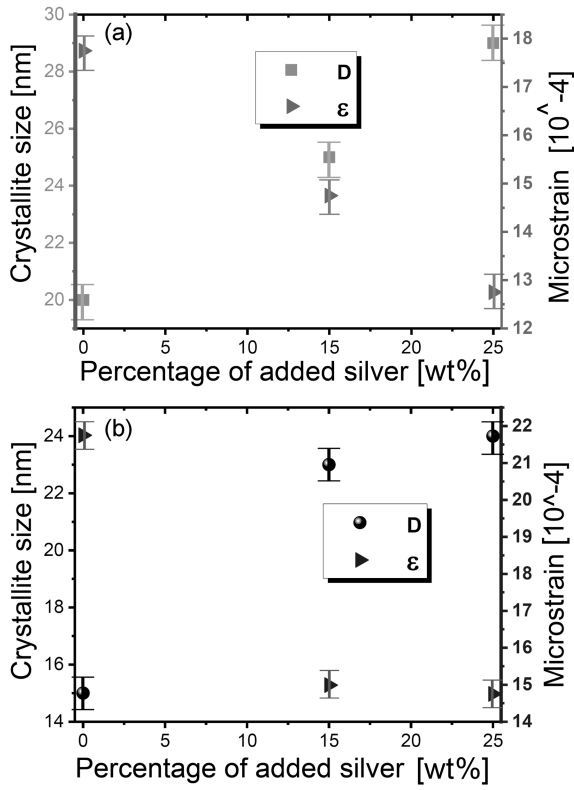 (a)
Crystallite size [nm]
30
28
26
24
22
20
D
ε
18
17
16
15
14
13
12
Microstrain [10^-4]
0 5 10 15 20 25
Percentage of added silver [wt%]
(b)
Crystallite size [nm]
24
22
20
18
16
14
D
ε
22
21
20
19
18
17
16
15
14
Microstrain [10^-4]
0 5 10 15 20 25
Percentage of added silver [wt%]